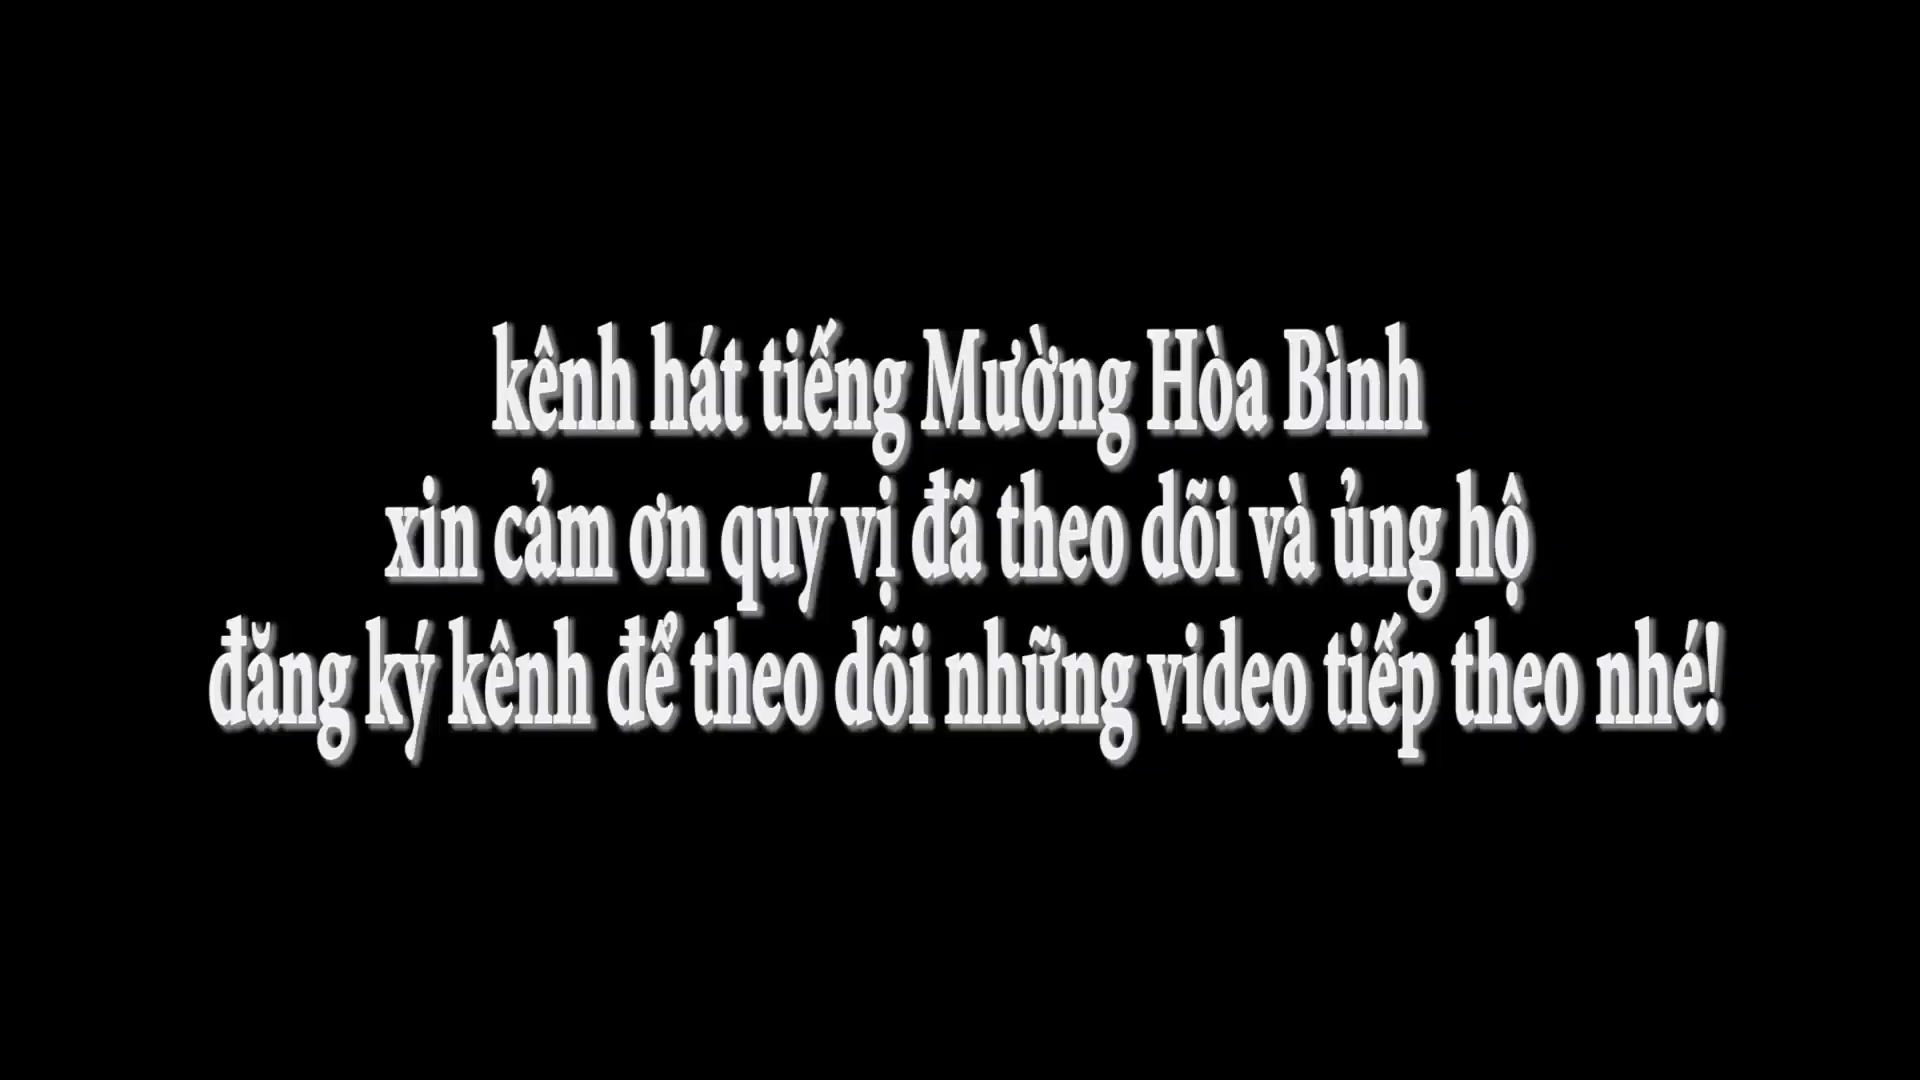 kênh hát tiếng Mường Hòa Bình
xin cảm ơn quý vị đã theo dõi và ủng hộ
đăng ký kênh để theo dõi những video tiếp theo nhé!